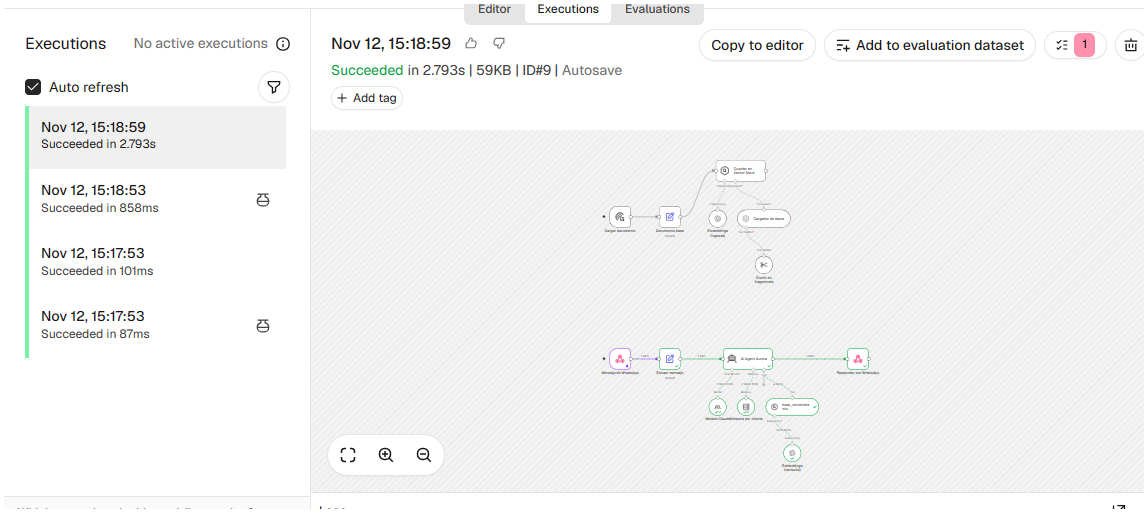 Editor
Executions
Evaluations
Executions
No active executions
Auto refresh
Nov 12, 15:18:59
Succeeded in 2.793s
Nov 12, 15:18:53
Succeeded in 858ms
Nov 12, 15:17:53
Succeeded in 101ms
Nov 12, 15:17:53
Succeeded in 87ms
Nov 12, 15:18:59
Succeeded in 2.793s | 59KB | ID#9 | Autosave
+ Add tag
Copy to editor
Add to evaluation dataset
1
Guardar en
Vector Store
Cargar documento
Documento base
Embeddings
(ingesta)
Cargador de datos
Dividir en
fragmentos
Mensaje de WhatsApp
Extraer mensaje
AI Agent Aurora
Responder por WhatsApp
Embeddings
(consulta)